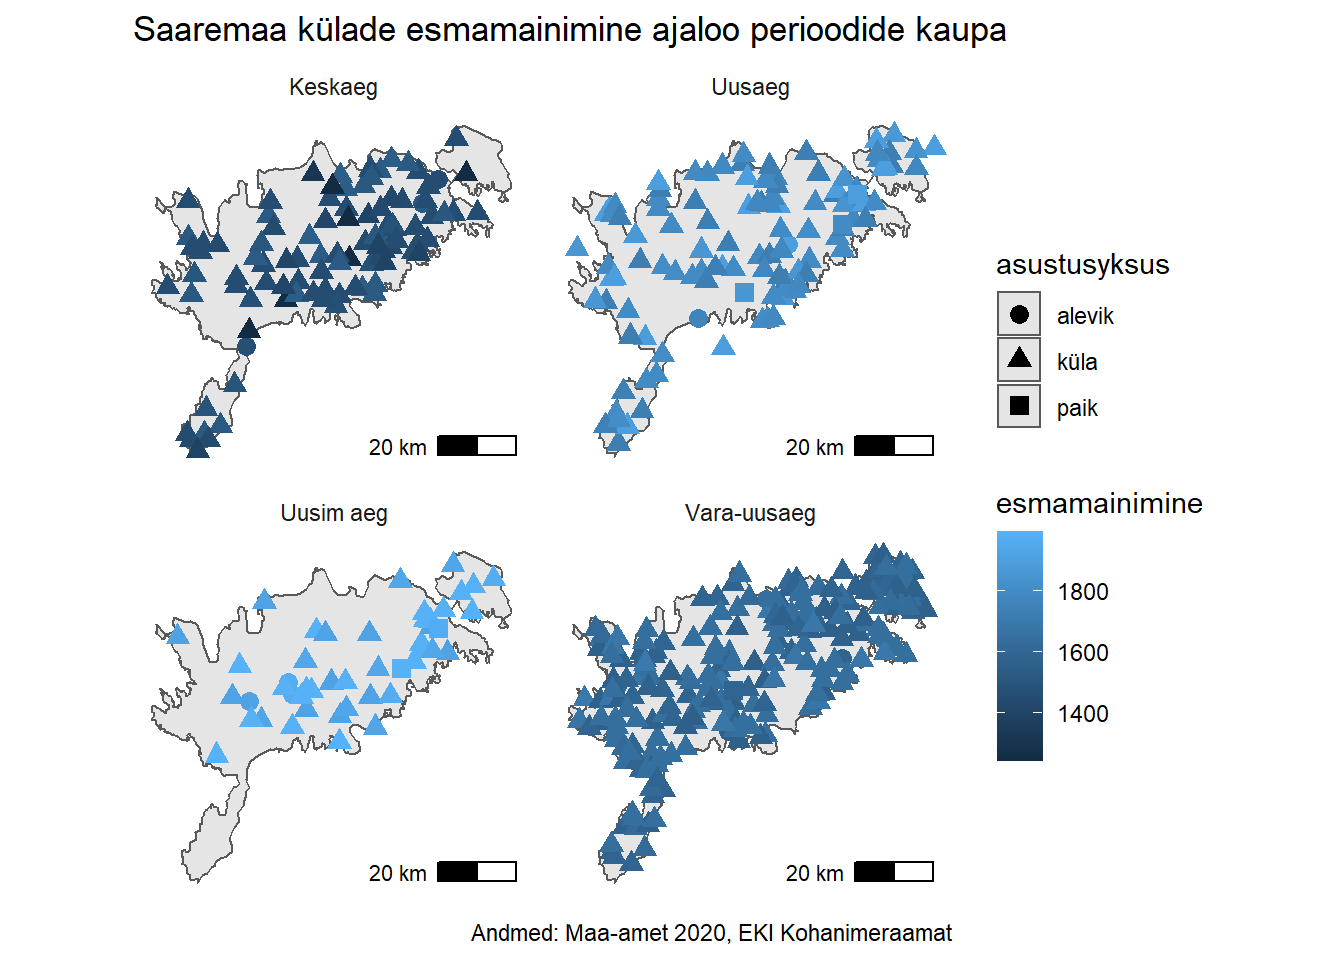 Saaremaa külade esmamainimine ajaloo perioodide kaupa
Keskaeg
Uusaeg
20 km
20 km
Uusim aeg
Vara-uusaeg
20 km
20 km
asustusyksus
alevik
küla
paik
esmamainimine
1800
1600
1400
Andmed: Maa-amet 2020, EKI Kohanimeraamat